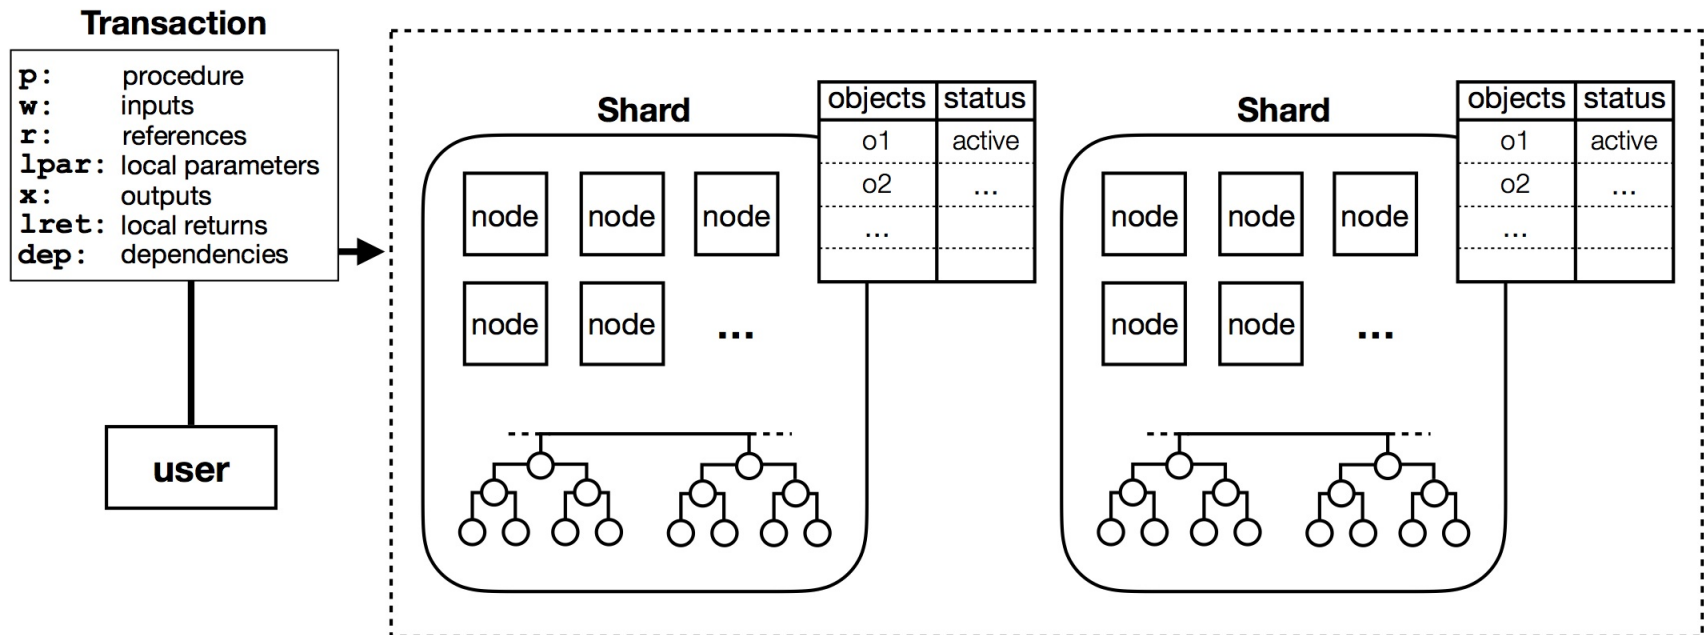 Transaction
p: procedure
w: inputs
r: references
lpar: local parameters
x: outputs
lret: local returns
dep: dependencies
user
Shard
objects status
o1 active
o2 ...
...
node node node
node node ...
Shard
objects status
o1 active
o2 ...
...
node node node
node node ...